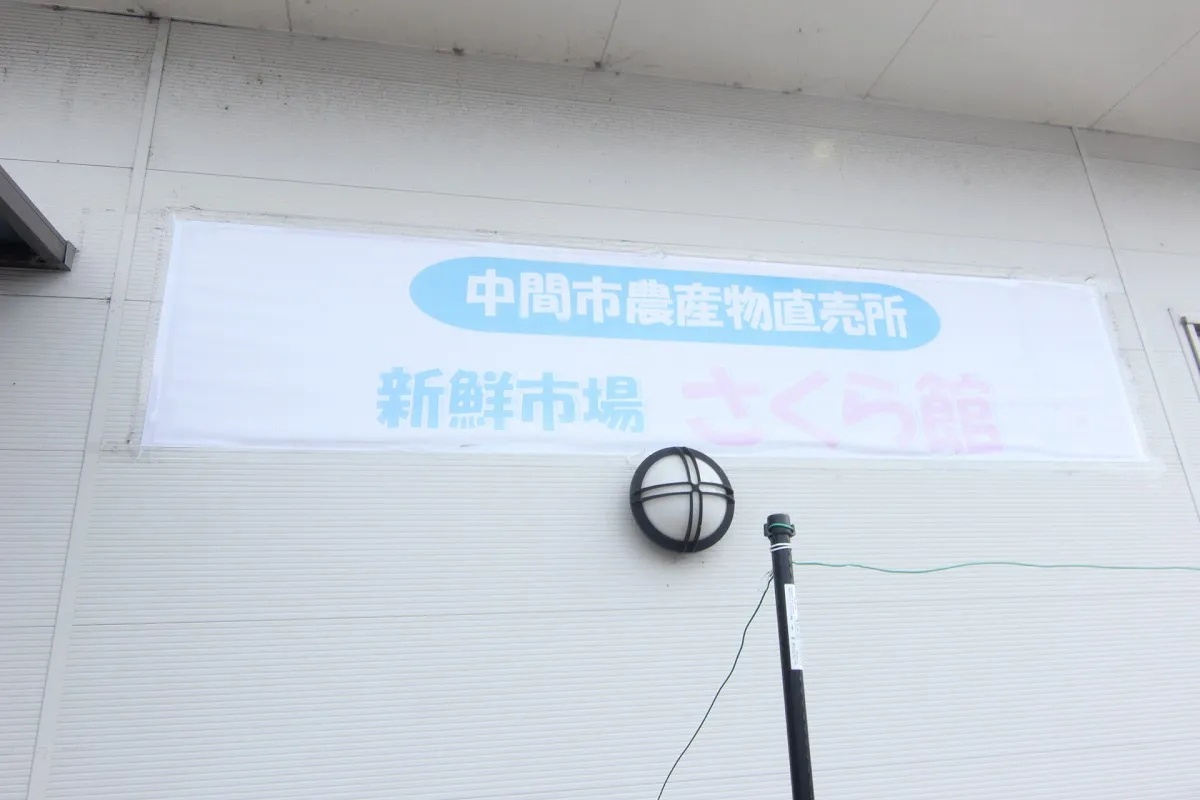 中間市農産物直売所
新鮮市場 さくら館